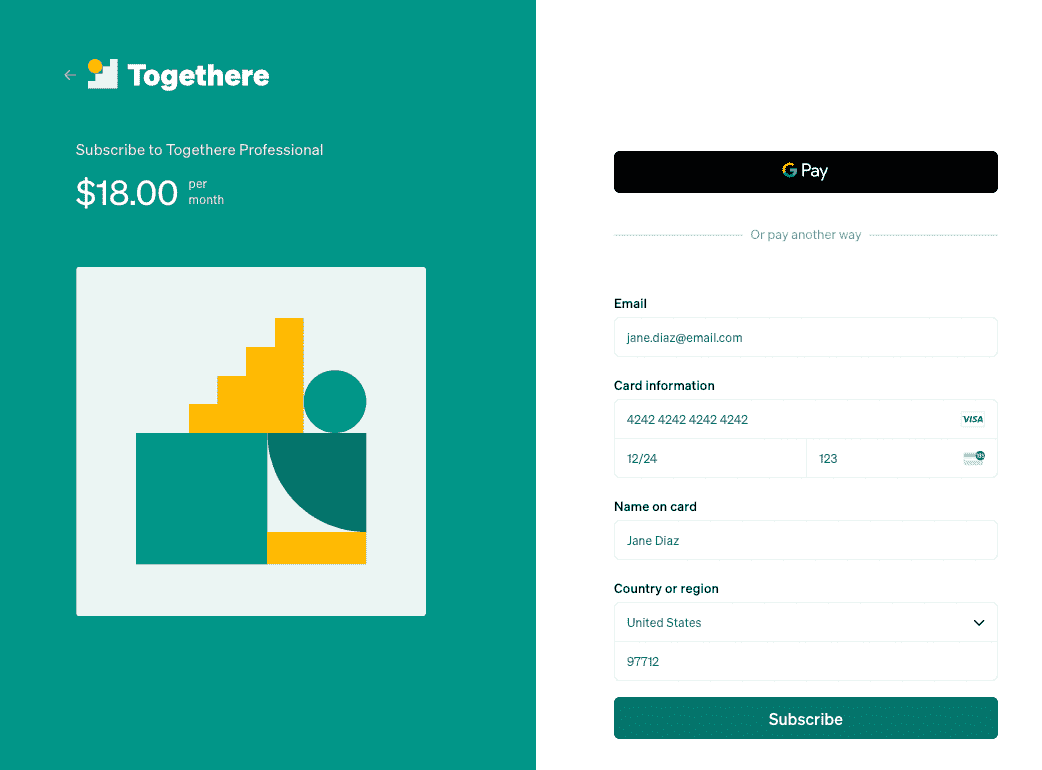 Togethere
Subscribe to Togethere Professional
$18.00 per
month
G Pay
Or pay another way
Email
jane.diaz@email.com
Card information
4242 4242 4242 4242 VISA
12/24 123
Name on card
Jane Diaz
Country or region
United States
97712
Subscribe